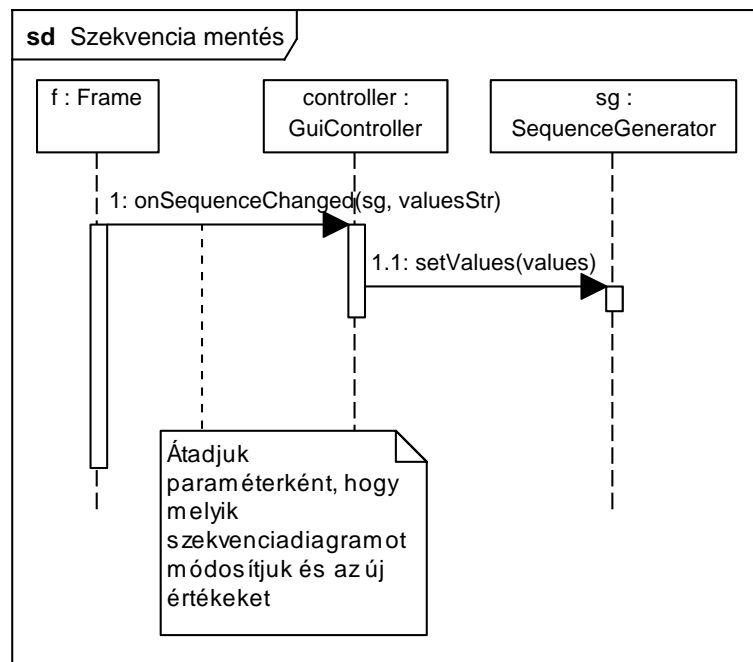 sd Szekvencia mentés
f : Frame
controller :
GuiController
sg :
SequenceGenerator
1: onSequenceChanged(sg, valuesStr)
1.1: setValues(values)
Átadjuk
paraméterként, hogy
melyik
szekvenciadiagramot
módosítjuk és az új
értékeket